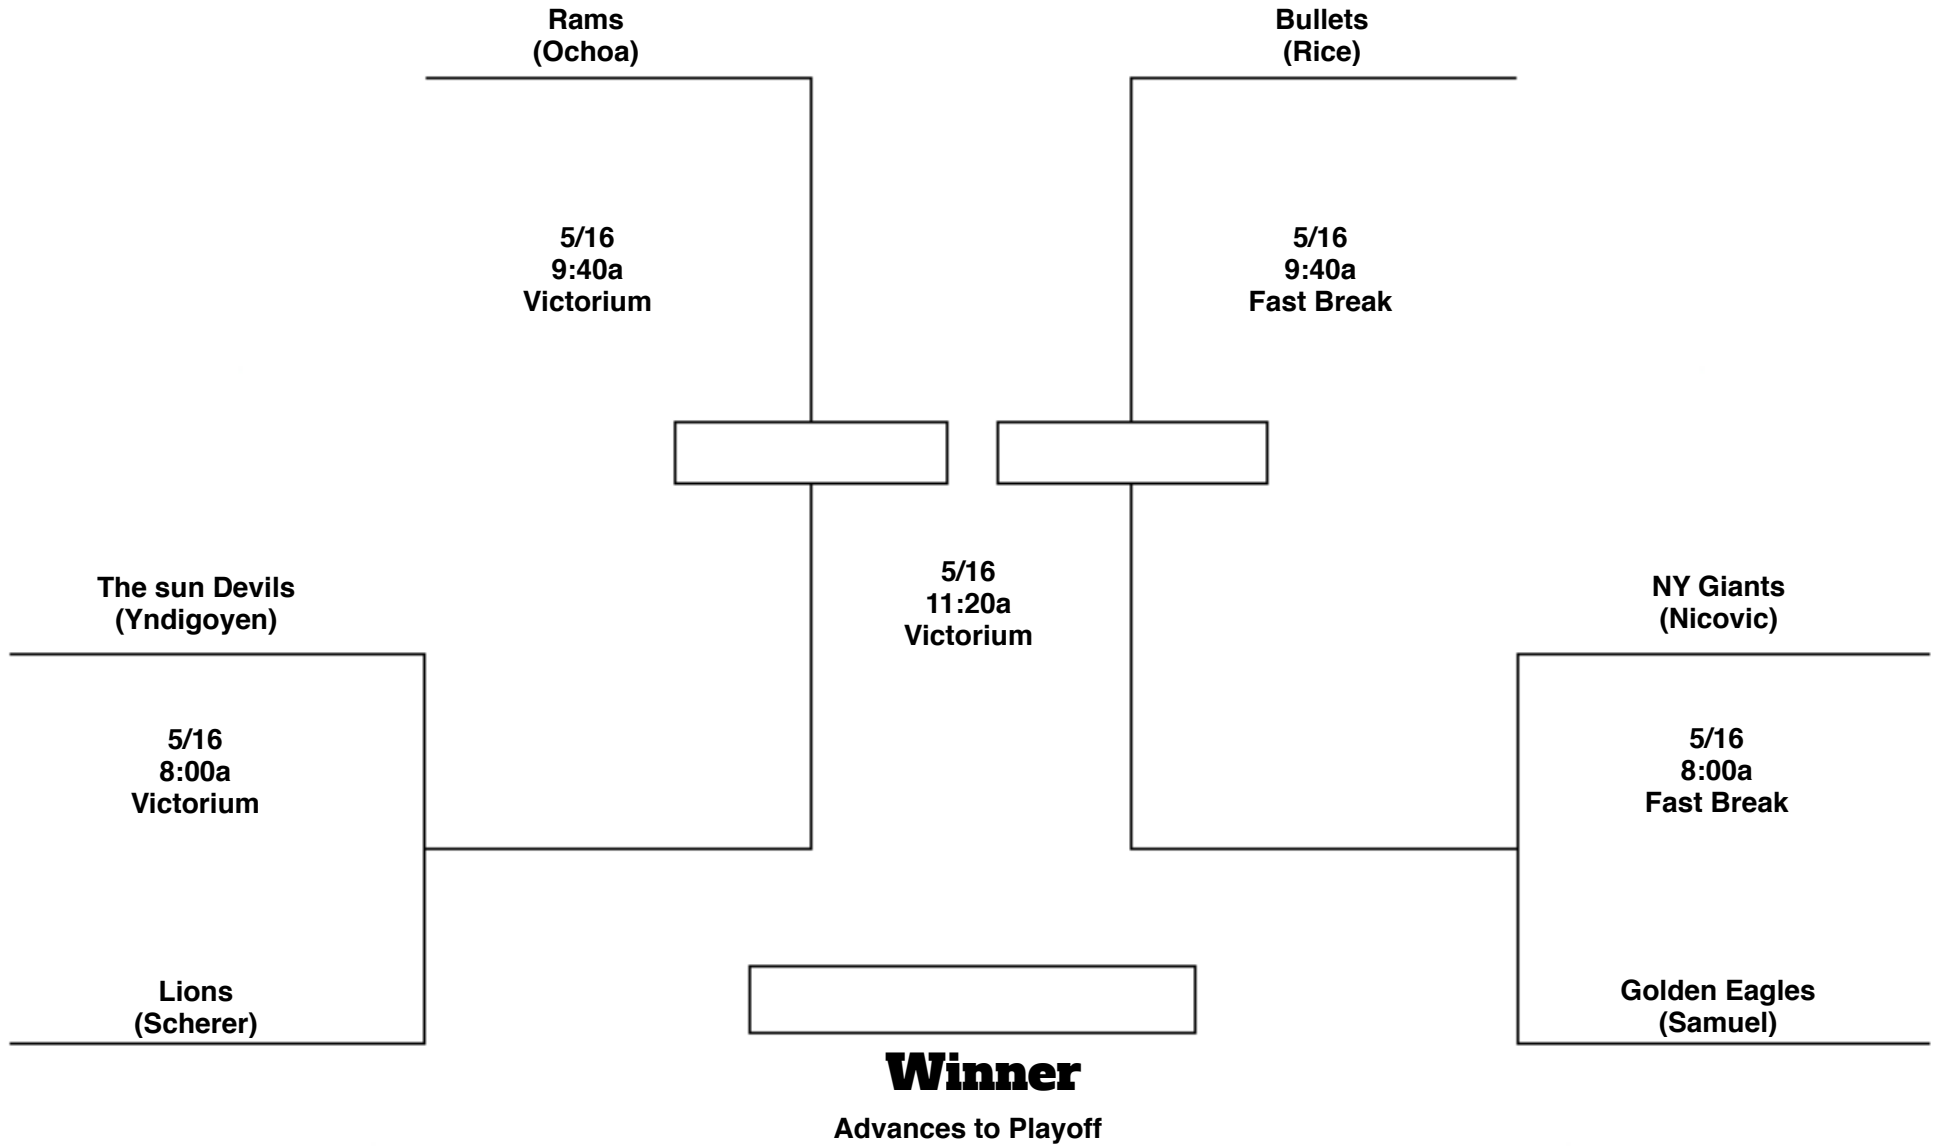 Rams
(Ochoa)
Bullets
(Rice)
5/16
9:40a
Victorium
5/16
9:40a
Fast Break
The sun Devils
(Yndigoyen)
5/16
11:20a
Victorium
NY Giants
(Nicovic)
5/16
8:00a
Victorium
5/16
8:00a
Fast Break
Lions
(Scherer)
Golden Eagles
(Samuel)
Winner
Advances to Playoff